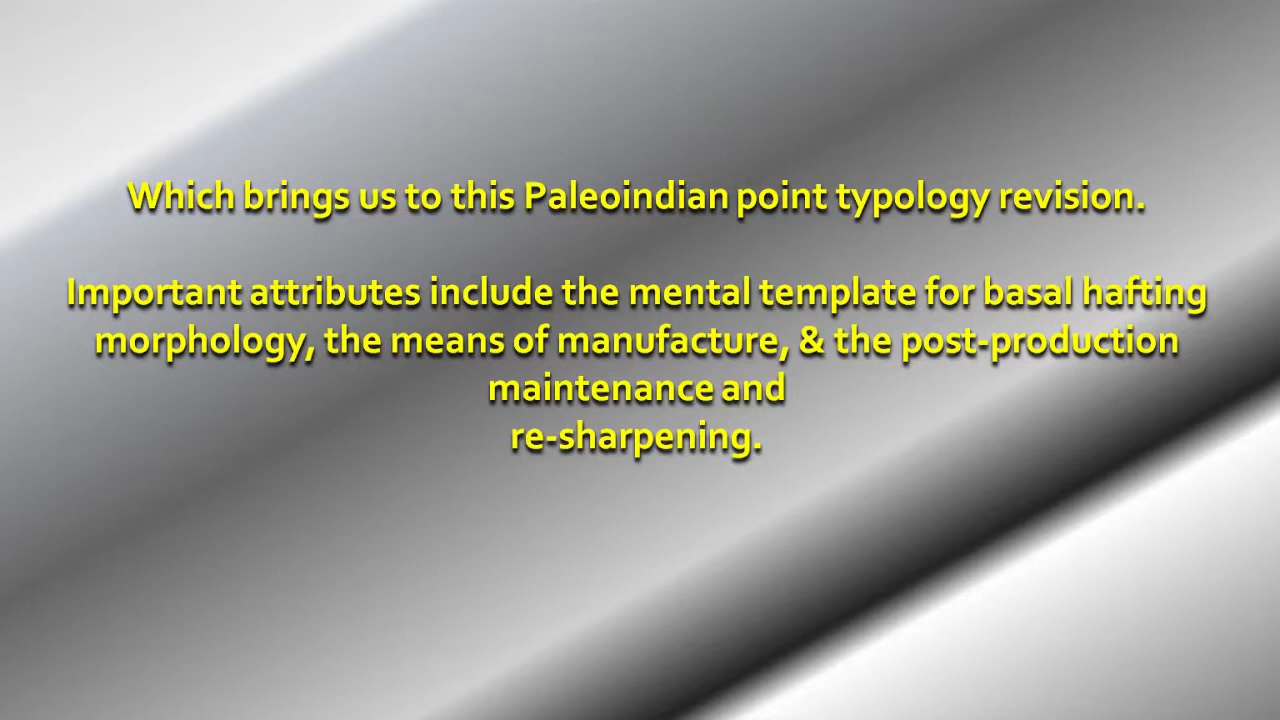 Which brings us to this Paleoindian point typology revision.
Important attributes include the mental template for basal hafting
morphology, the means of manufacture, & the post-production
maintenance and
re-sharpening.